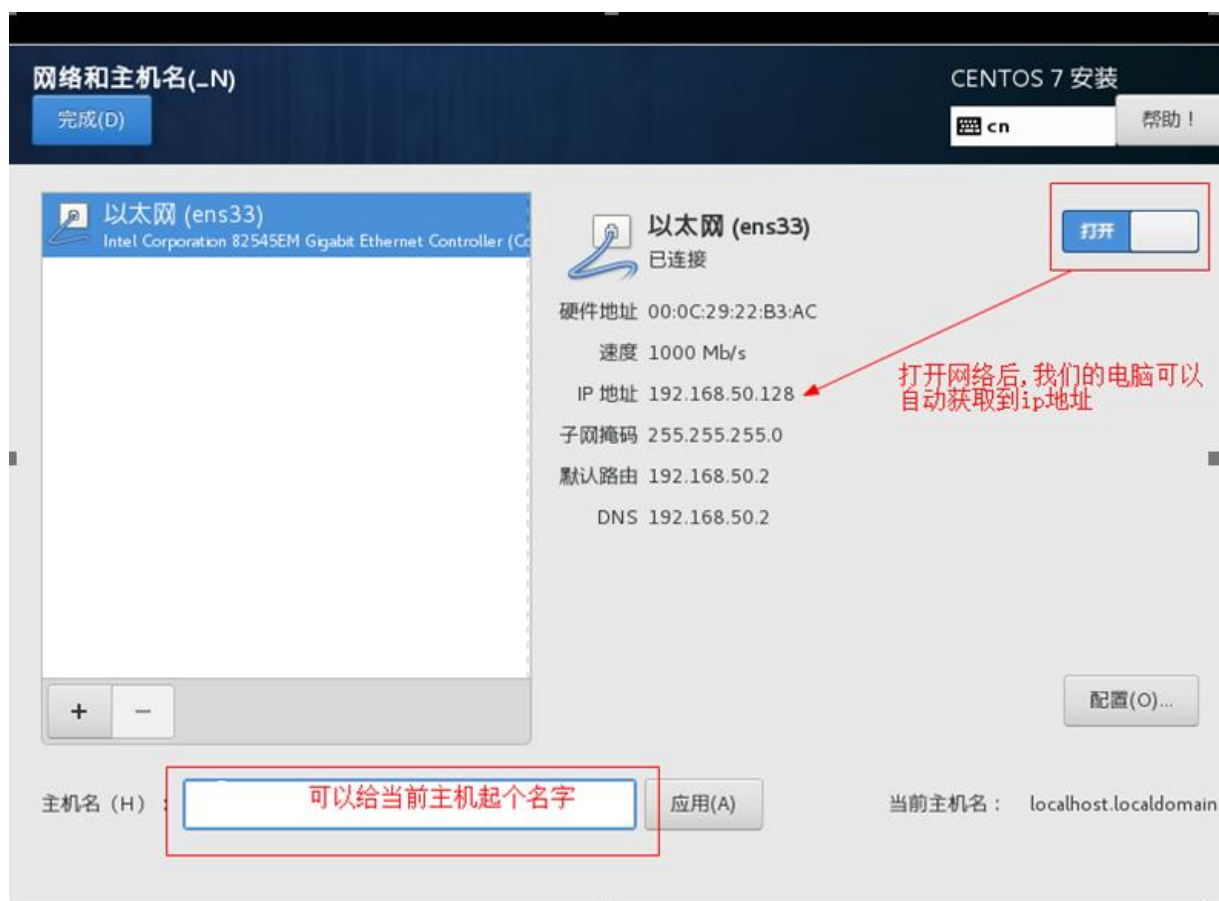 网络和主机名(_N)
CENTOS 7 安装
完成(D)
cn
帮助！
以太网 (ens33)
Intel Corporation 82545EM Gigabit Ethernet Controller (Co
以太网 (ens33)
已连接
打开
硬件地址 00:0C:29:22:B3:AC
速度 1000 Mb/s
IP 地址 192.168.50.128
子网掩码 255.255.255.0
默认路由 192.168.50.2
DNS 192.168.50.2
打开网络后,我们的电脑可以
自动获取到ip地址
+ −
配置(O)...
主机名（H）：
可以给当前主机起个名字
应用(A)
当前主机名： localhost.localdomain